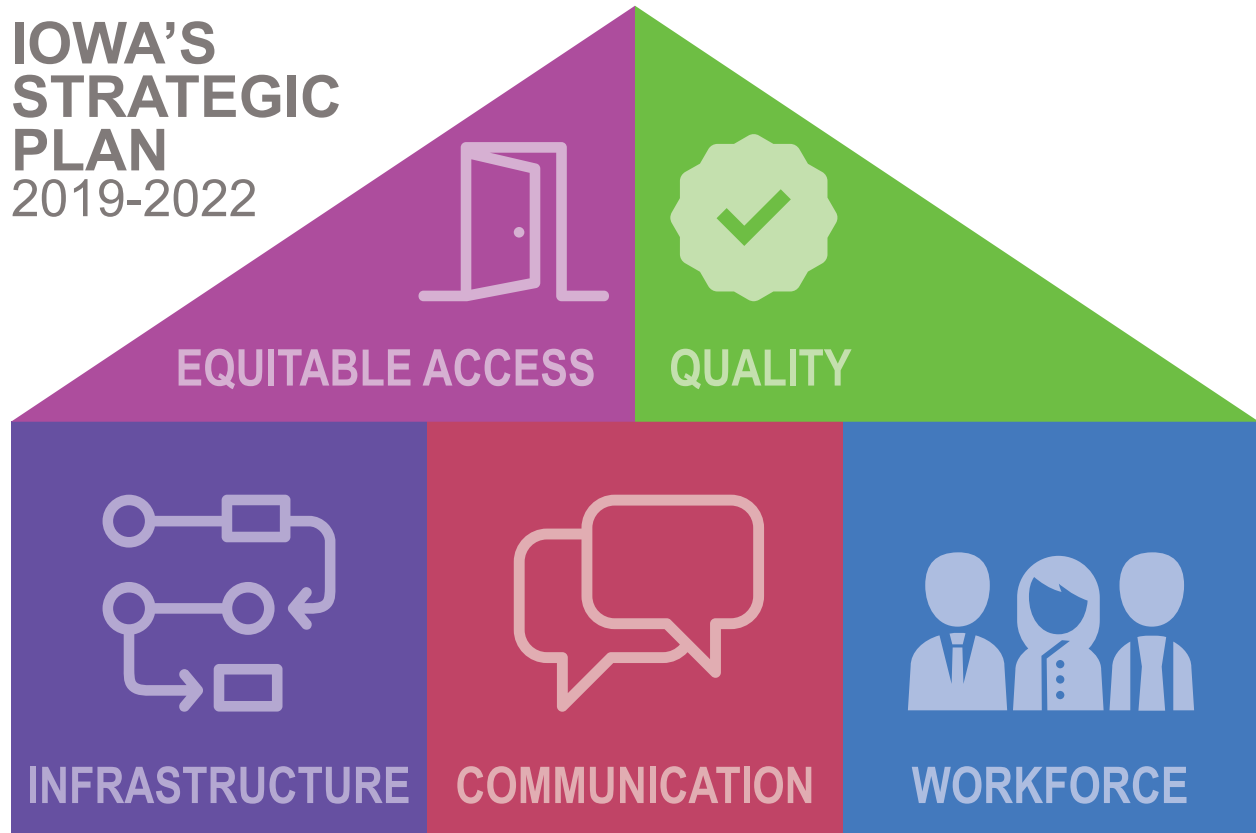 IOWA'S
STRATEGIC
PLAN
2019-2022
EQUITABLE ACCESS
QUALITY
INFRASTRUCTURE
COMMUNICATION
WORKFORCE